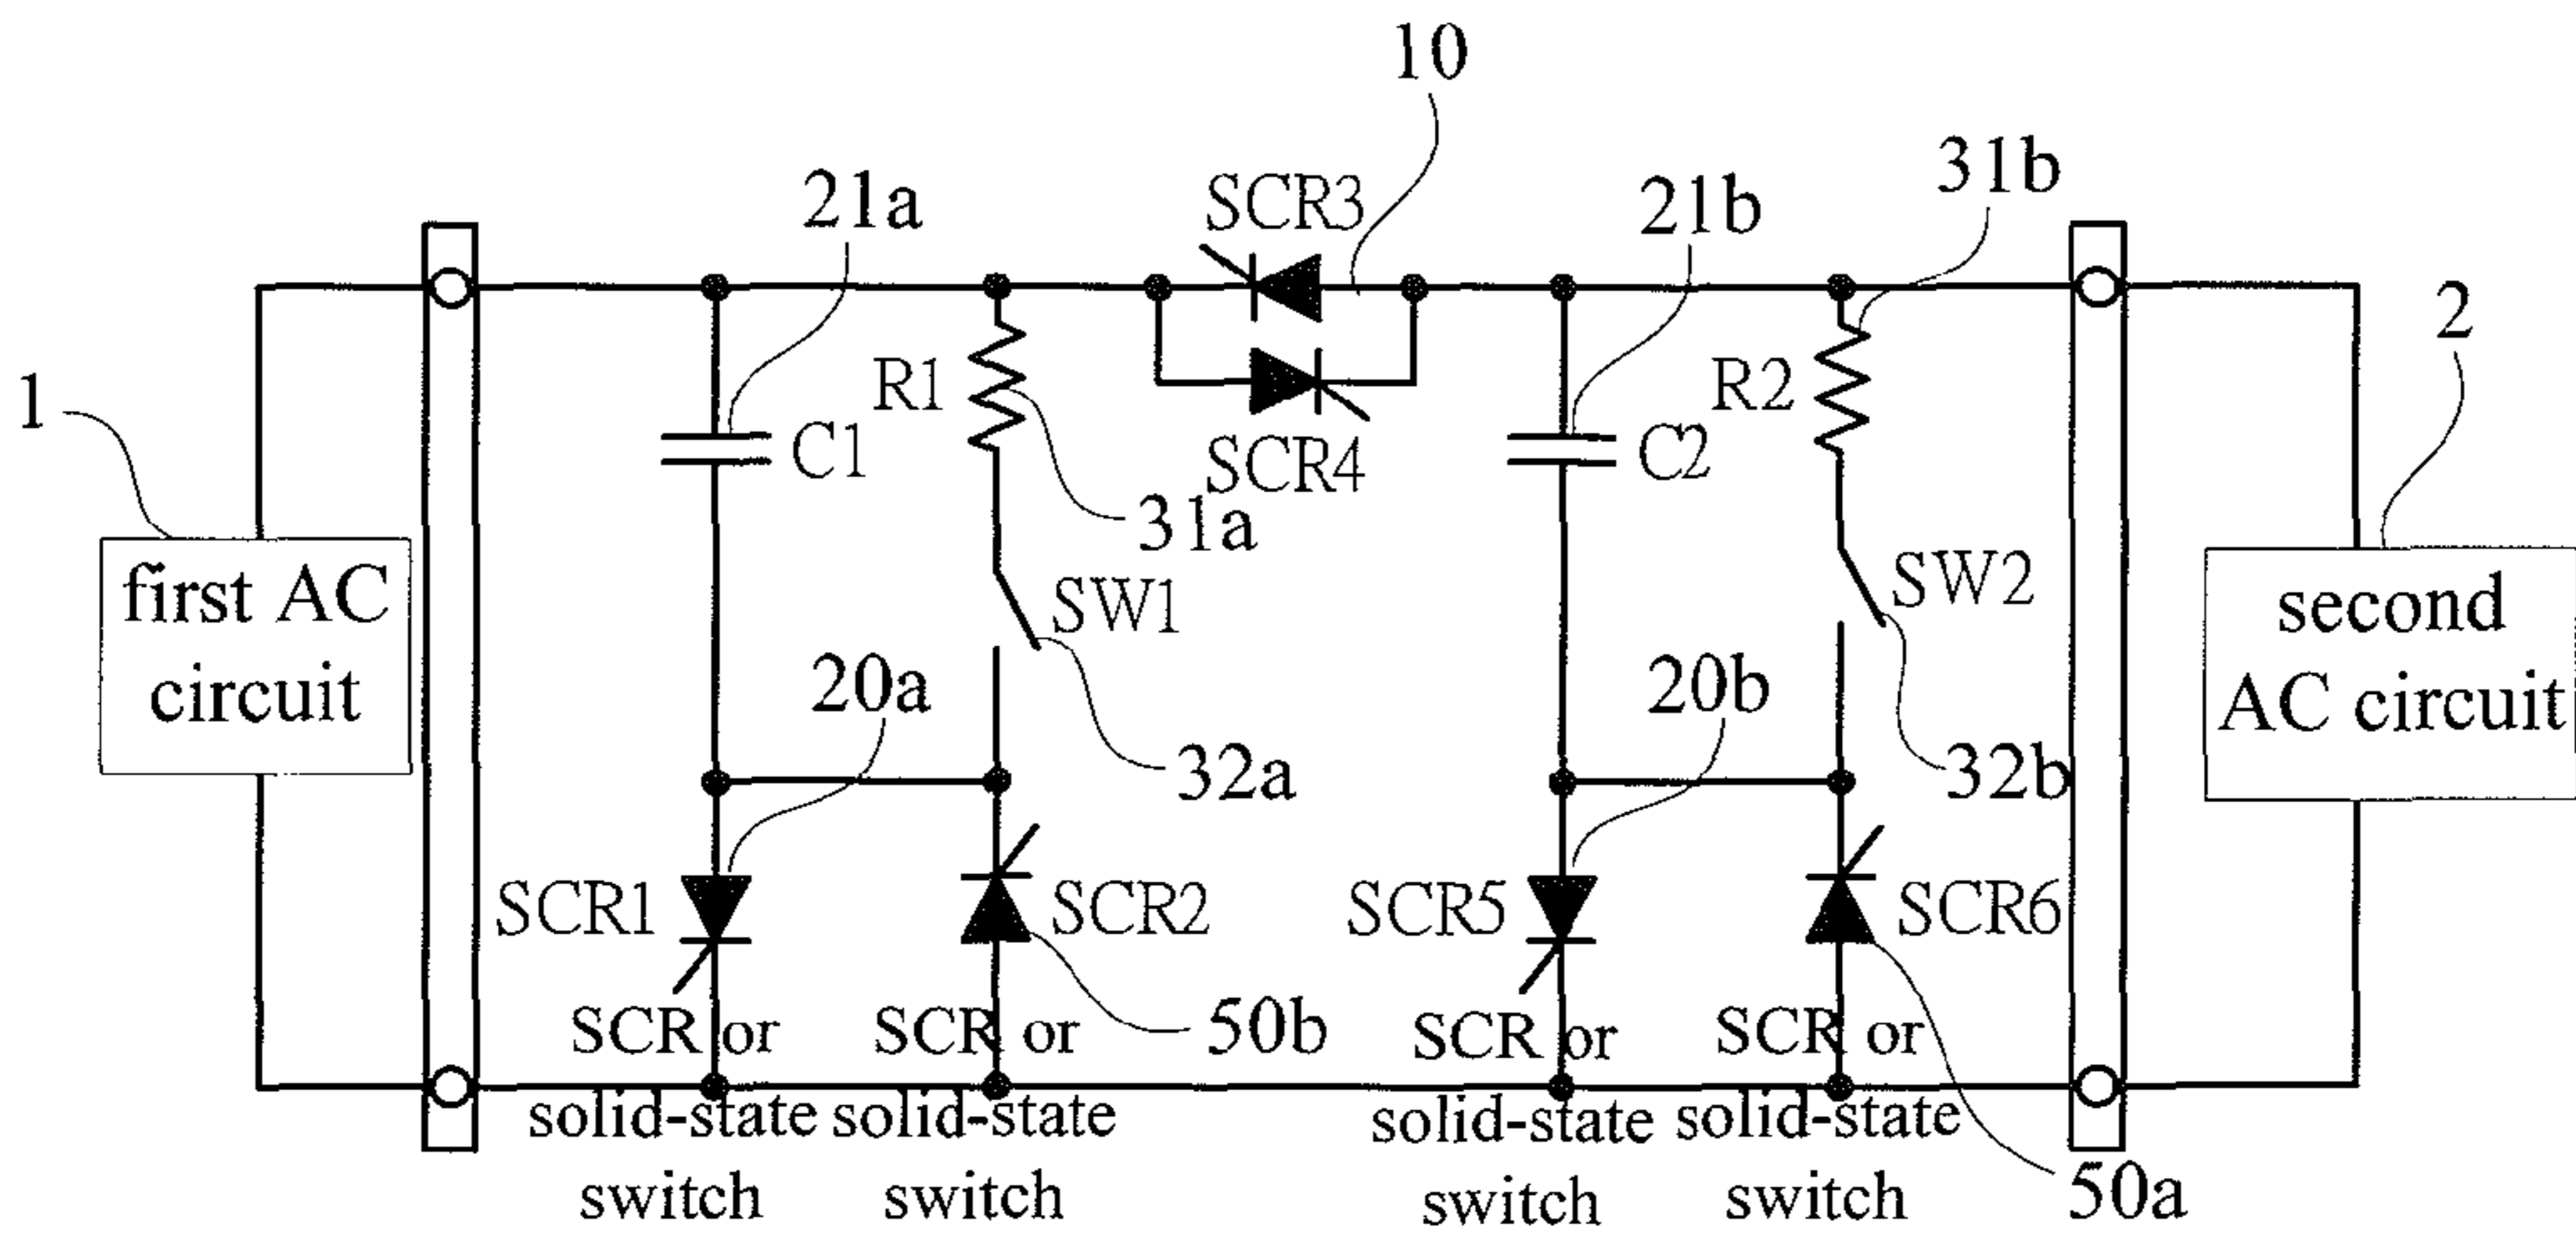 10
31b
21a
SCR3
21b
2
1
R1
R2
C1
SCR4
C2
31a
first AC
circuit
SW1
SW2
second
AC circuit
20a
20b
32a
32b
SCR1
SCR2
SCR5
SCR6
50b
SCR or
solid-state
switch
SCR or
solid-state
switch
SCR or
solid-state
switch
SCR or
solid-state
switch
50a